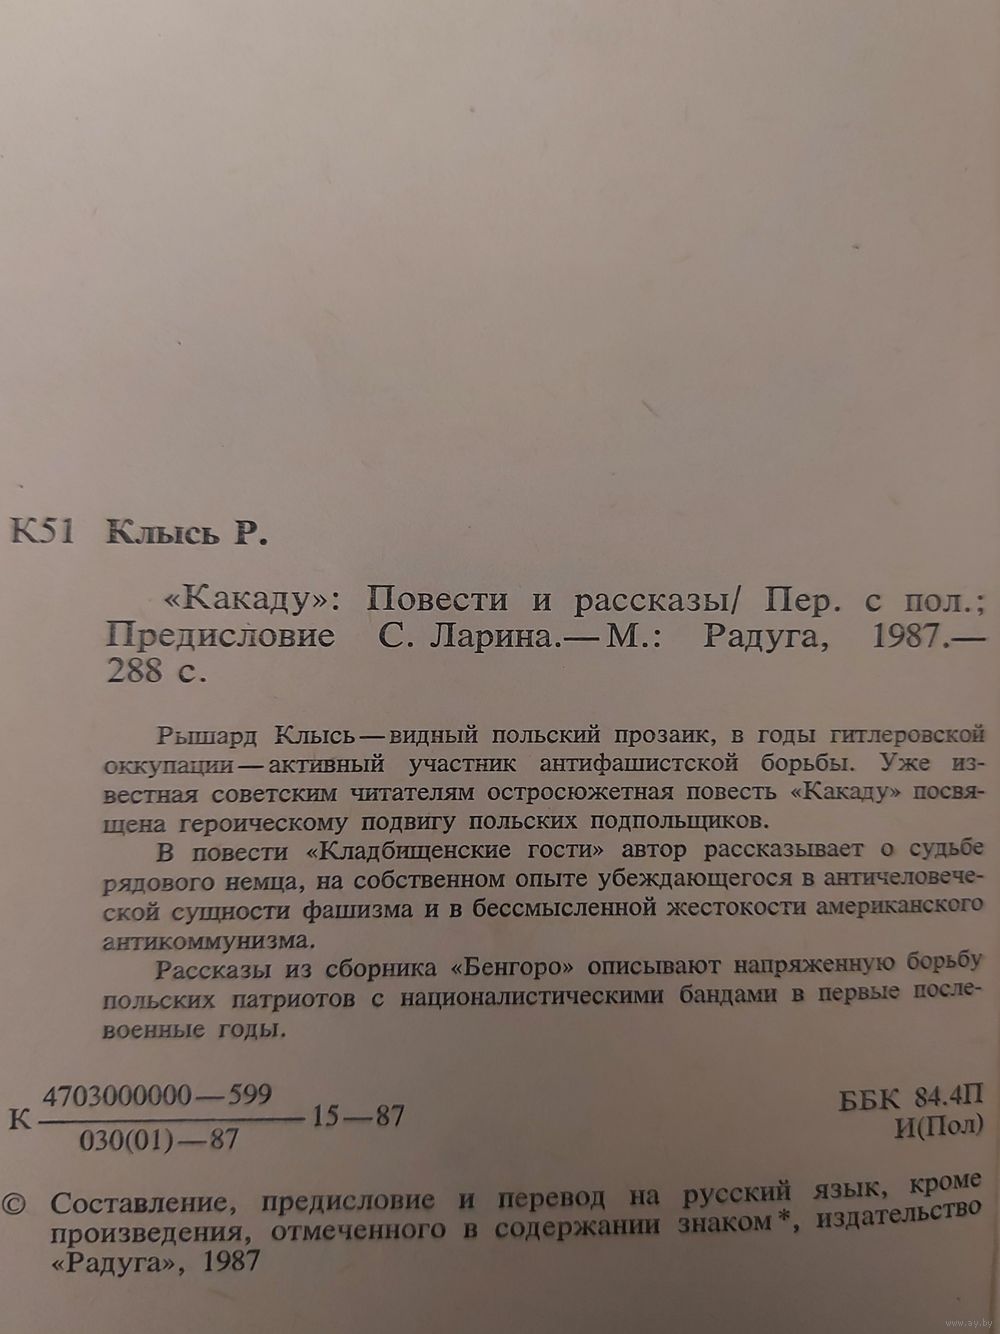 К51 Клысь Р.
«Какаду»: Повести и рассказы/ Пер. с пол.;
Предисловие С. Ларина.— М.: Радуга, 1987.—
288 с.
Рышард Клысь — видный польский прозаик, в годы гитлеровской
оккупации — активный участник антифашистской борьбы. Уже из-
вестная советским читателям остросюжетная повесть «Какаду» посвя-
щена героическому подвигу польских подпольщиков.
В повести «Кладбищенские гости» автор рассказывает о судьбе
рядового немца, на собственном опыте убеждающегося в античеловече-
ской сущности фашизма и в бессмысленной жестокости американского
антикоммунизма.
Рассказы из сборника «Бенгоро» описывают напряженную борьбу
польских патриотов с националистическими бандами в первые после-
военные годы.
К 4703000000—599
030(01)—87 15—87
ББК 84.4П
И(Пол)
© Составление, предисловие и перевод на русский язык, кроме
произведения, отмеченного в содержании знаком *, издательство
«Радуга», 1987
www.ay.by